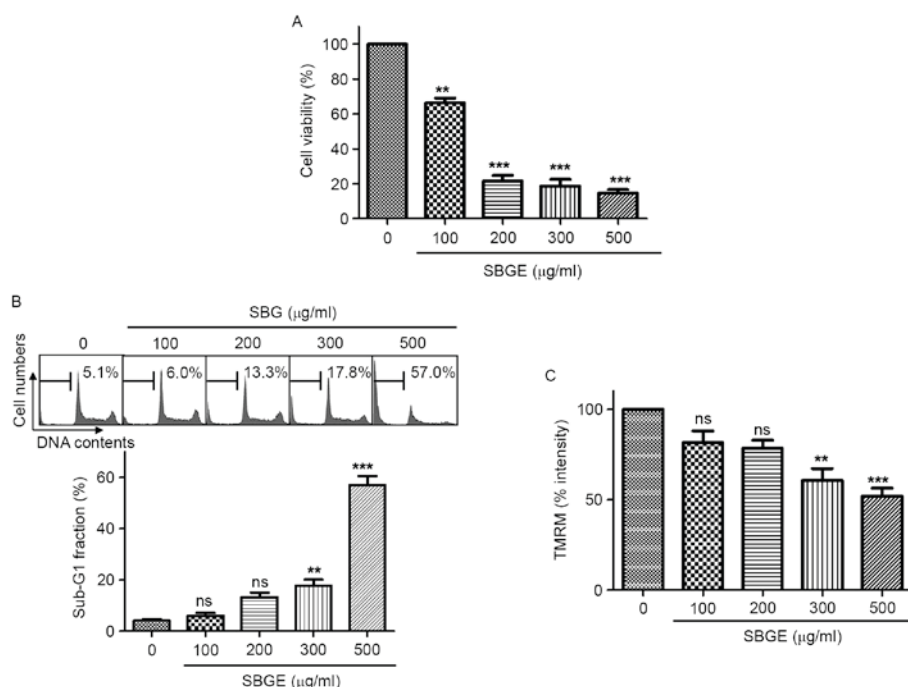 A
Cell viability (%)
100
80
60
40
20
0
**
***
***
***
0 100 200 300 500
SBGE (µg/ml)
B
SBG (µg/ml)
0 100 200 300 500
Cell numbers
5.1% 6.0% 13.3% 17.8% 57.0%
DNA contents
Sub-G1 fraction (%)
60
40
20
0
ns
ns
**
***
0 100 200 300 500
SBGE (µg/ml)
C
TMRM (% intensity)
100
50
0
ns
ns
**
***
0 100 200 300 500
SBGE (µg/ml)